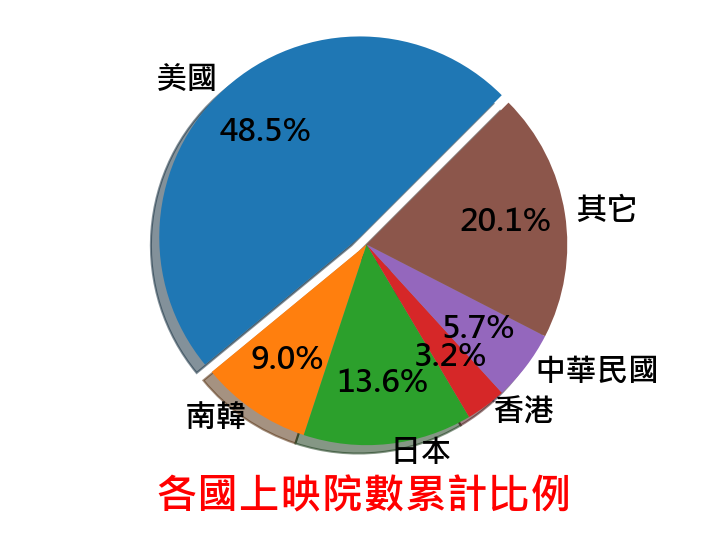 美國
48.5%
其它
20.1%
5.7%
3.2%
9.0%
13.6%
中華民國
香港
南韓
日本
各國上映院數累計比例